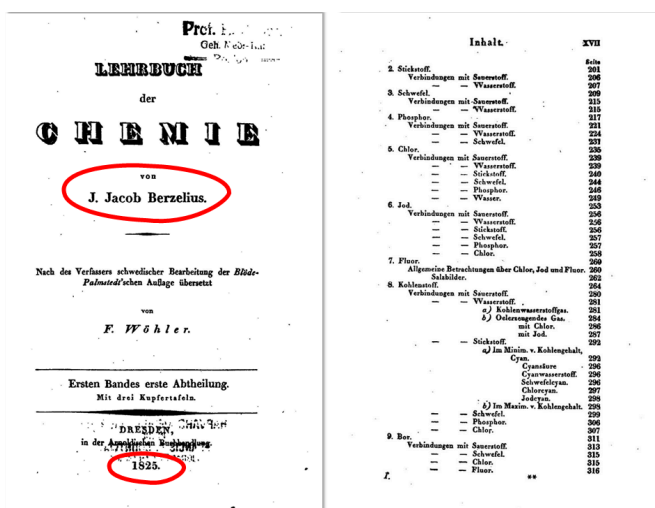 Prof.
Geh.
LEHRBUCH
der
CHEMIE
von
J. Jacob Berzelius.
Nach des Verfassers schwedischer Bearbeitung der Blöde-
Palmstedt'schen Auflage übersetzt
von
F. Wöhler.
Ersten Bandes erste Abtheilung.
Mit drei Kupfertafeln.
DRESDEN,
in der Arnoldischen Buchhandlung.
1825.
Inhalt. XVII
Seite
2. Stickstoff. 201
Verbindungen mit Sauerstoff. 206
— — Wasserstoff. 207
3. Schwefel. 209
Verbindungen mit Sauerstoff. 215
— — Wasserstoff. 215
4. Phosphor. 217
Verbindungen mit Sauerstoff. 221
— — Wasserstoff. 224
— — Schwefel. 231
5. Chlor. 235
Verbindungen mit Sauerstoff. 239
— — Wasserstoff. 239
— — Stickstoff. 240
— — Schwefel. 244
— — Phosphor. 246
— — Wasser. 249
6. Jod. 253
Verbindungen mit Sauerstoff. 256
— — Wasserstoff. 256
— — Stickstoff. 256
— — Schwefel. 257
— — Phosphor. 257
— — Chlor. 258
7. Fluor. 260
Allgemeine Betrachtungen über Chlor, Jod und Fluor. 260
Salzbilder. 262
8. Kohlenstoff. 264
Verbindungen mit Sauerstoff. 280
— — Wasserstoff. 281
a) Kohlenwasserstoffgas. 281
b) Oelerzeugendes Gas. 284
mit Chlor. 286
mit Jod. 287
— — Stickstoff. 292
a) Im Minim. v. Kohlengehalt,
Cyan. 292
Cyansäure 296
Cyanwasserstoff. 296
Schwefelcyan. 296
Chlorcyan. 297
Jodcyan. 298
b) Im Maxim. v. Kohlengehalt. 298
— — Schwefel. 299
— — Phosphor. 306
— — Chlor. 307
9. Bor. 311
Verbindungen mit Sauerstoff. 313
— — Schwefel. 315
— — Chlor. 315
— — Fluor. 316
I. **